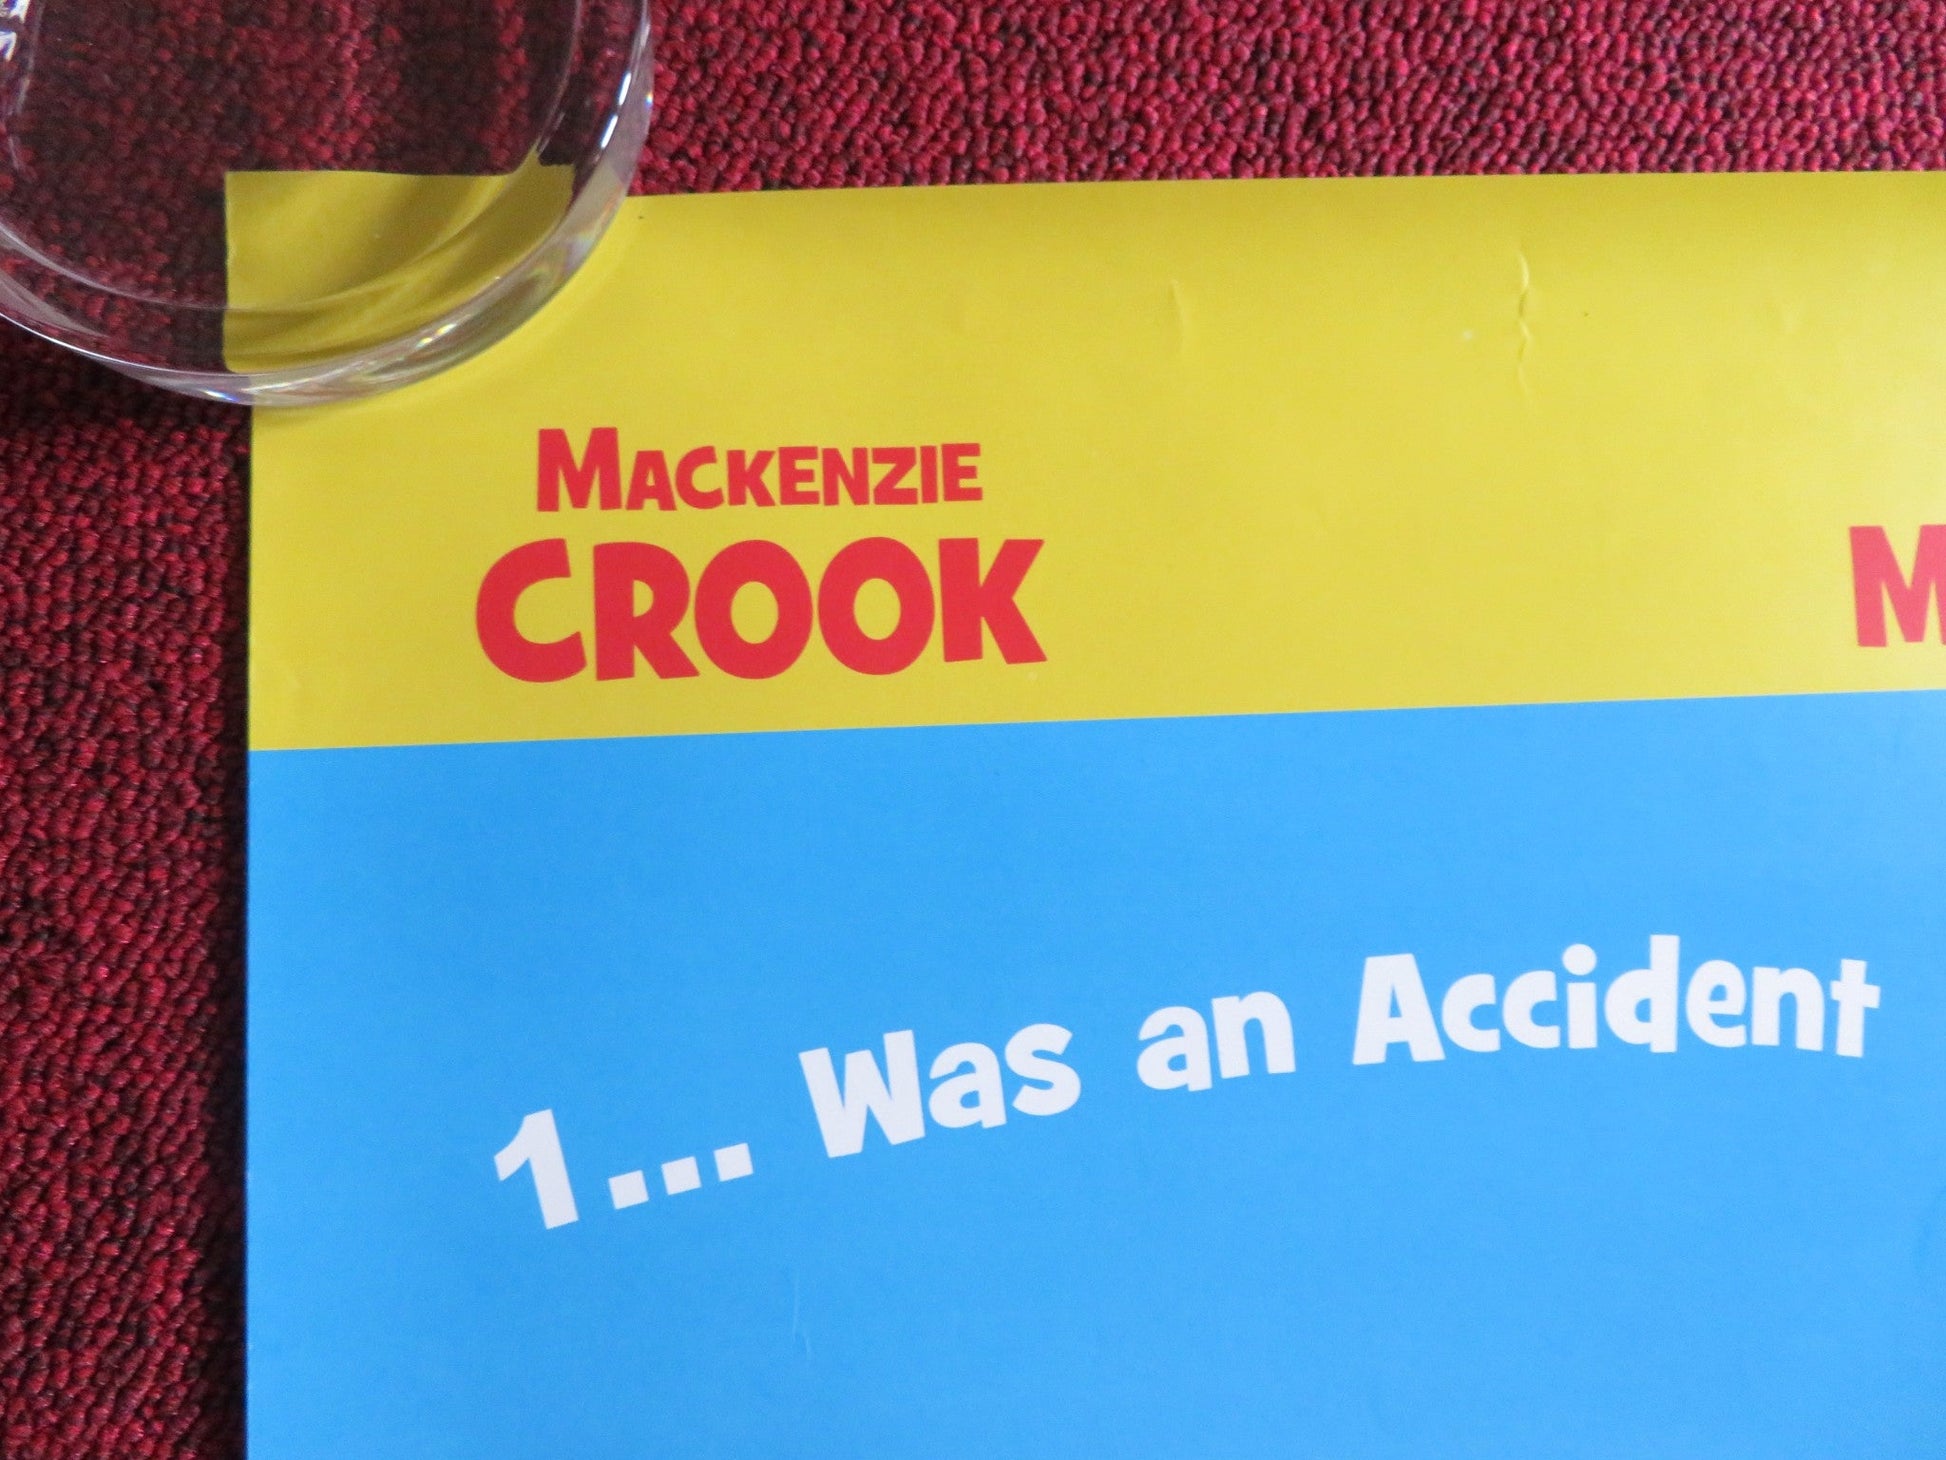 MACKENZIE
CROOK
M
1... Was an Accident